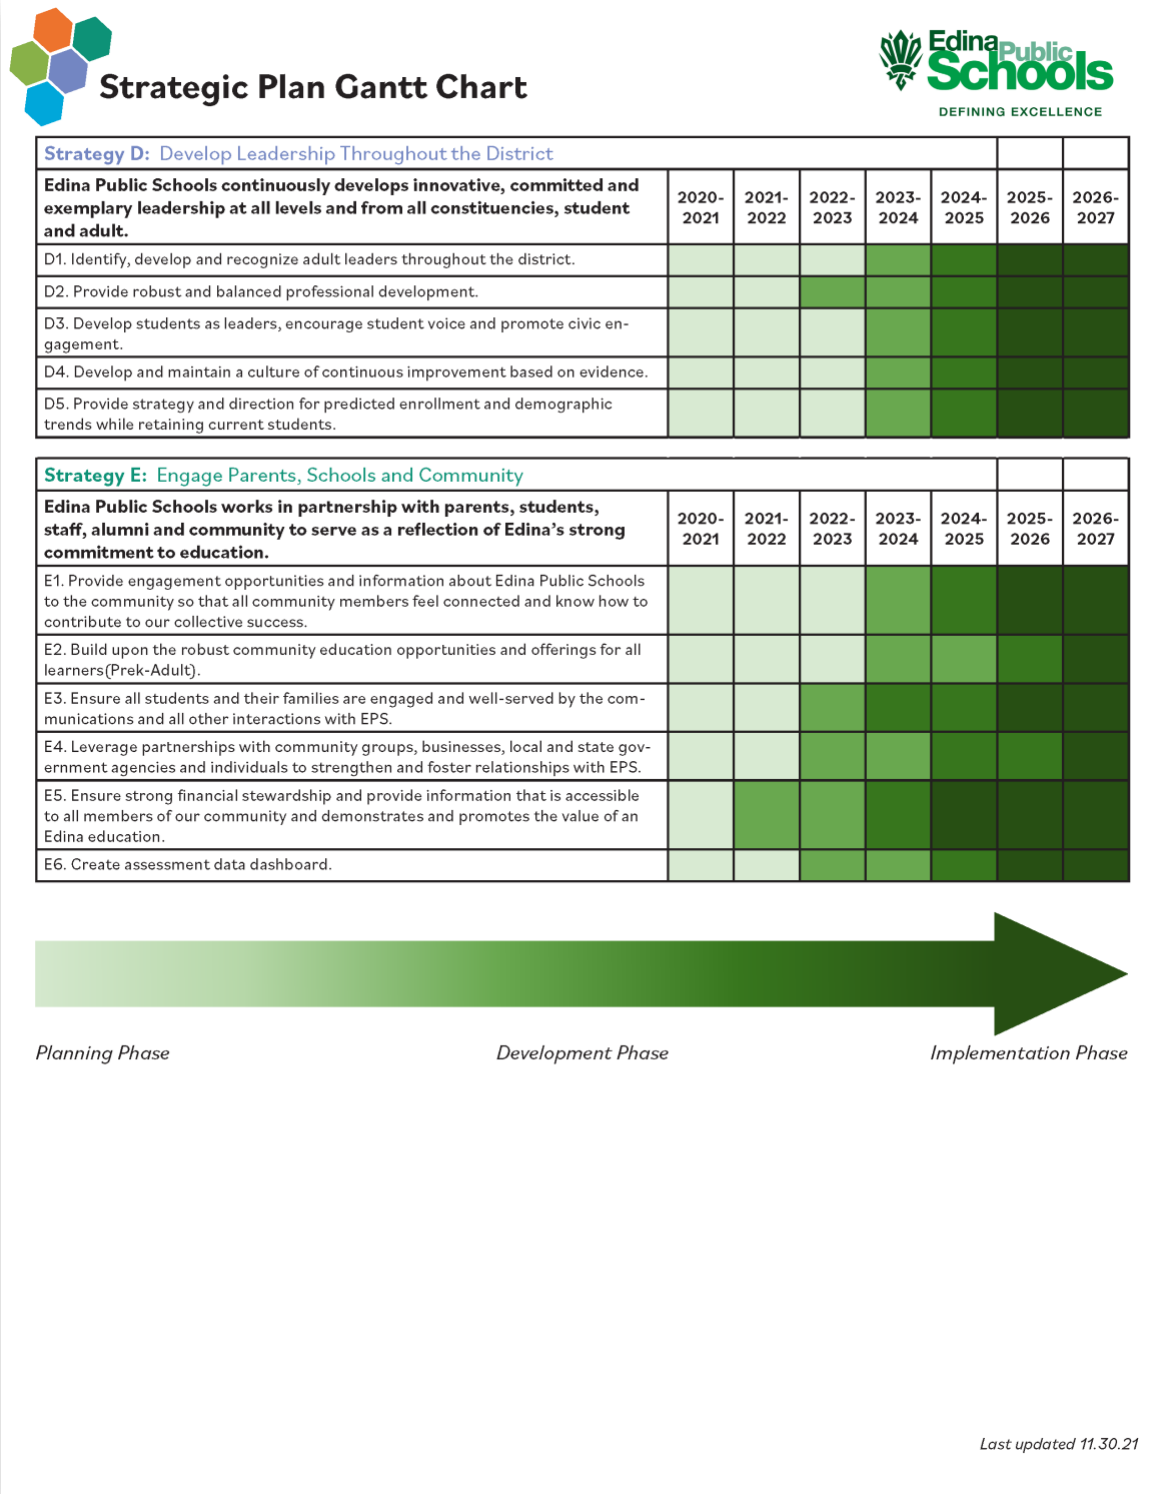 Strategic Plan Gantt Chart
Edina Public
Schools
DEFINING EXCELLENCE
Strategy D: Develop Leadership Throughout the District
Edina Public Schools continuously develops innovative, committed and
exemplary leadership at all levels and from all constituencies, student
and adult.
2020-
2021
2021-
2022
2022-
2023
2023-
2024
2024-
2025
2025-
2026
2026-
2027
D1. Identify, develop and recognize adult leaders throughout the district.
D2. Provide robust and balanced professional development.
D3. Develop students as leaders, encourage student voice and promote civic en-
gagement.
D4. Develop and maintain a culture of continuous improvement based on evidence.
D5. Provide strategy and direction for predicted enrollment and demographic
trends while retaining current students.
Strategy E: Engage Parents, Schools and Community
Edina Public Schools works in partnership with parents, students,
staff, alumni and community to serve as a reflection of Edina’s strong
commitment to education.
2020-
2021
2021-
2022
2022-
2023
2023-
2024
2024-
2025
2025-
2026
2026-
2027
E1. Provide engagement opportunities and information about Edina Public Schools
to the community so that all community members feel connected and know how to
contribute to our collective success.
E2. Build upon the robust community education opportunities and offerings for all
learners(Prek-Adult).
E3. Ensure all students and their families are engaged and well-served by the com-
munications and all other interactions with EPS.
E4. Leverage partnerships with community groups, businesses, local and state gov-
ernment agencies and individuals to strengthen and foster relationships with EPS.
E5. Ensure strong financial stewardship and provide information that is accessible
to all members of our community and demonstrates and promotes the value of an
Edina education.
E6. Create assessment data dashboard.
Planning Phase
Development Phase
Implementation Phase
Last updated 11.30.21